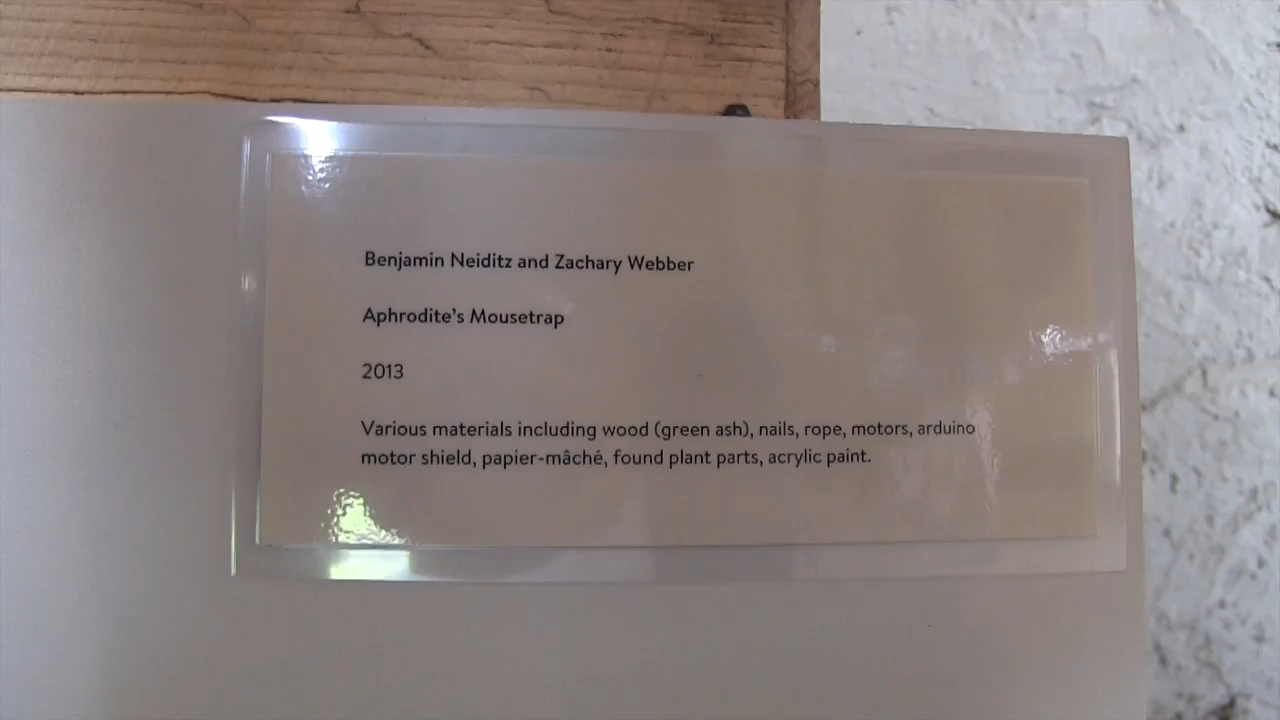 Benjamin Neiditz and Zachary Webber
Aphrodite's Mousetrap
2013
Various materials including wood (green ash), nails, rope, motors, arduino
motor shield, papier-mâché, found plant parts, acrylic paint.